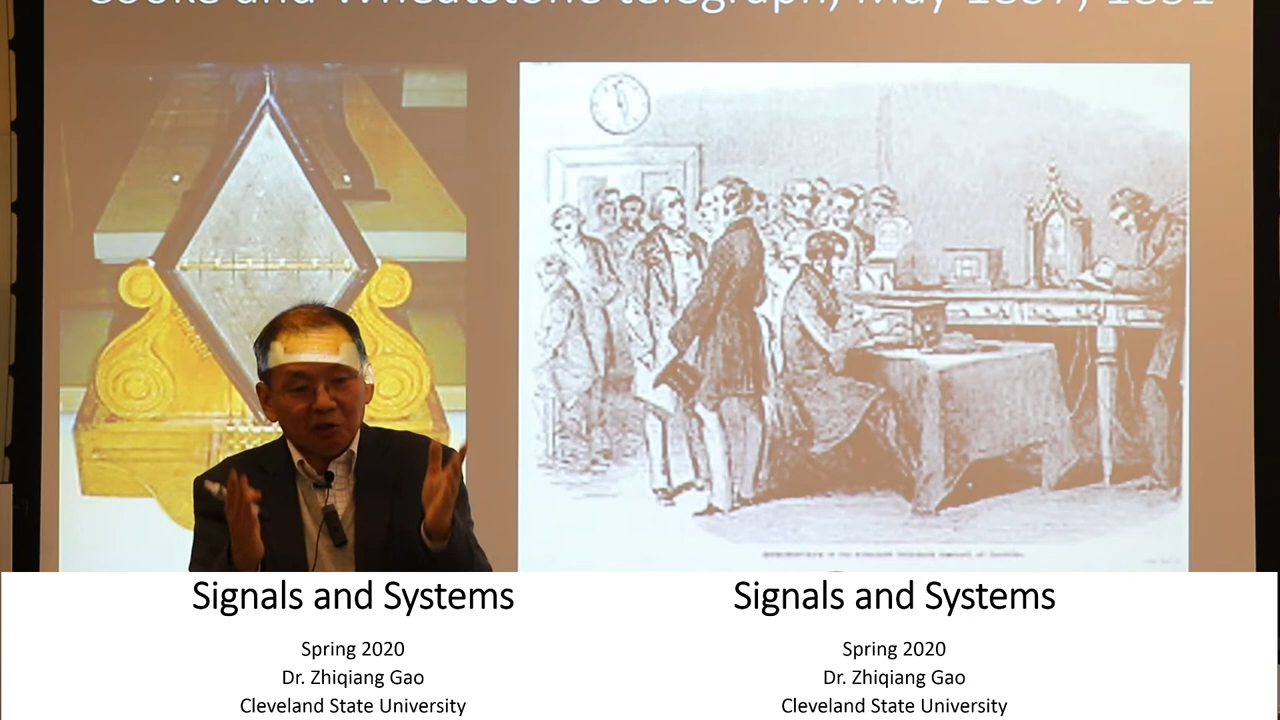 Cooke and Wheatstone telegraph, May 1837, 1851
Signals and Systems
Spring 2020
Dr. Zhiqiang Gao
Cleveland State University
Signals and Systems
Spring 2020
Dr. Zhiqiang Gao
Cleveland State University